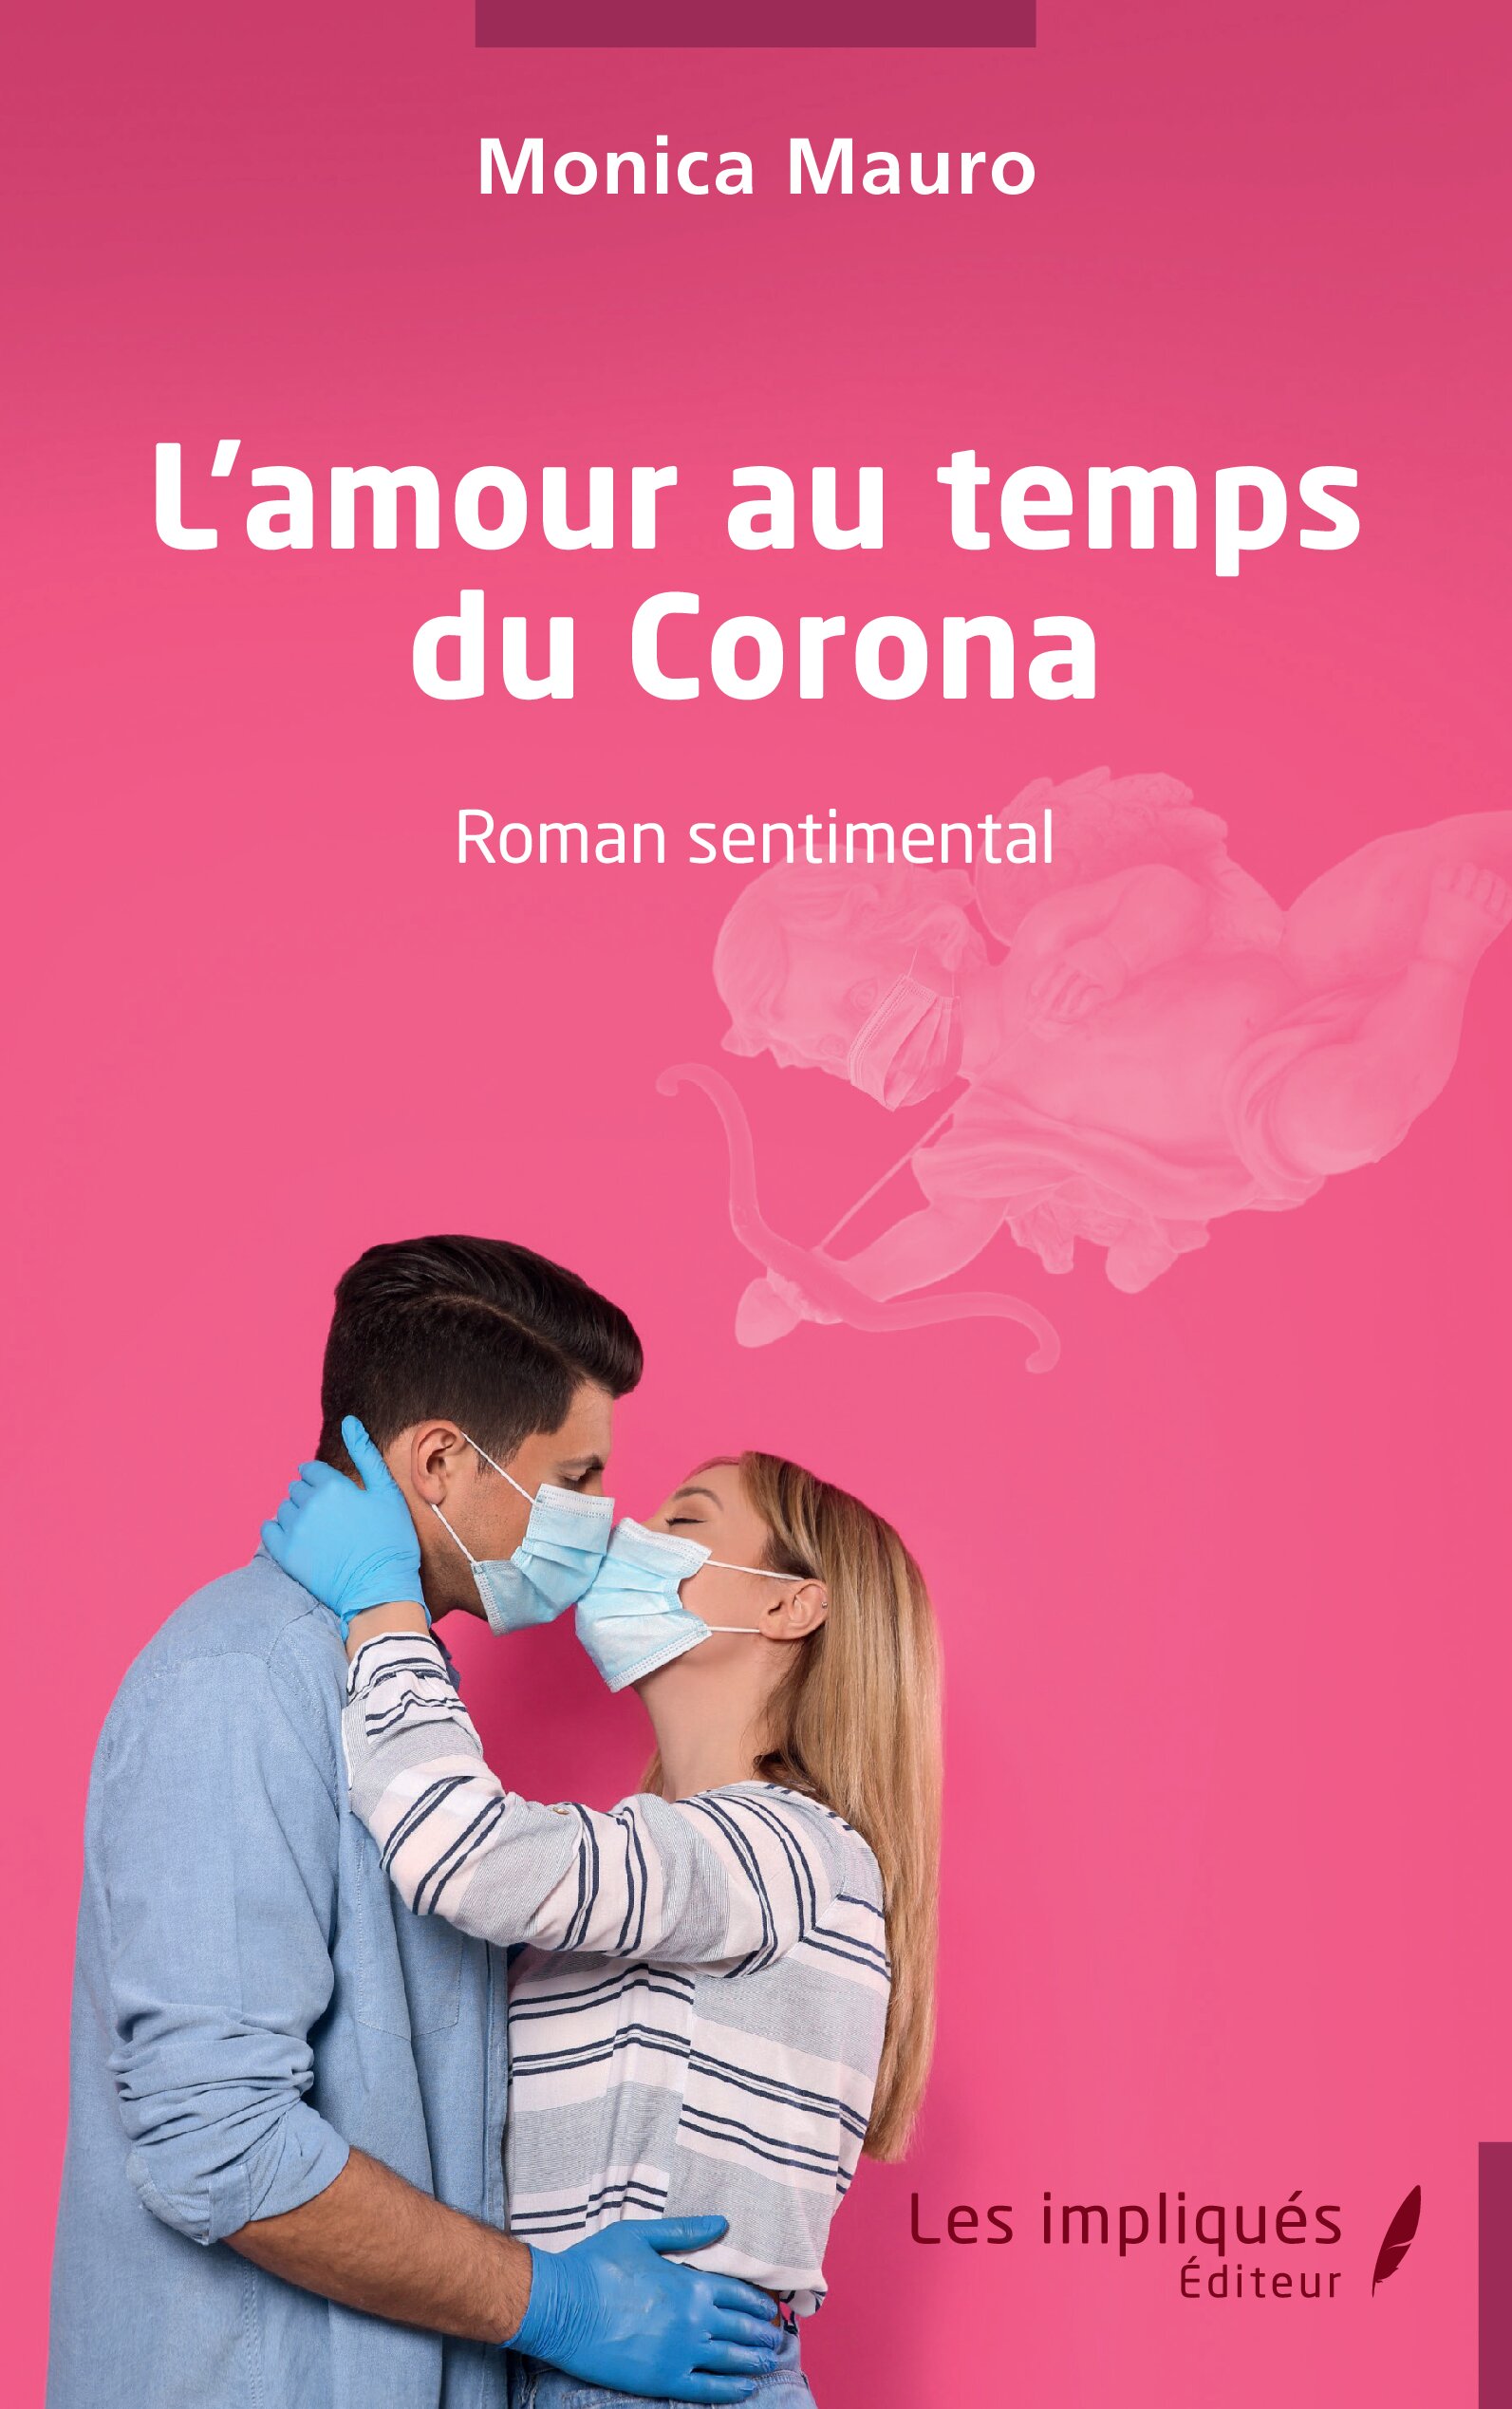 Monica Mauro
L'amour au temps
du Corona
Roman sentimental
Les impliqués
Éditeur